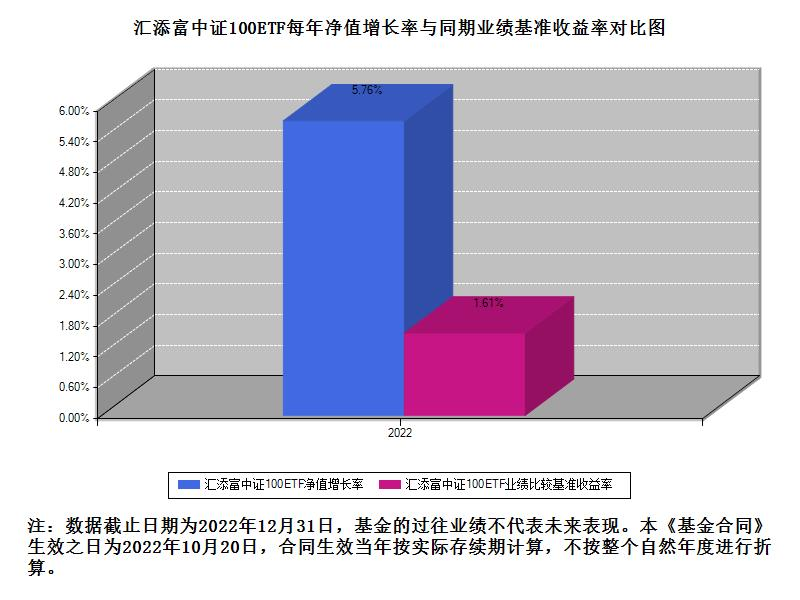 汇添富中证100ETF每年净值增长率与同期业绩基准收益率对比图
5.76%
6.00%
5.40%
4.80%
4.20%
3.60%
3.00%
2.40%
1.61%
1.80%
1.20%
0.60%
0.00%
2022
汇添富中证100ETF净值增长率 汇添富中证100ETF业绩比较基准收益率
注：数据截止日期为2022年12月31日，基金的过往业绩不代表未来表现。本《基金合同》
生效之日为2022年10月20日，合同生效当年按实际存续期计算，不按整个自然年度进行折
算。